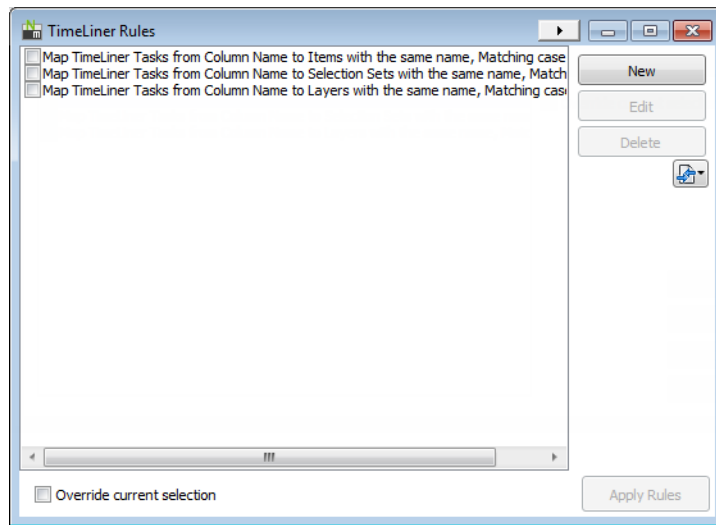 TimeLiner Rules
Map TimeLiner Tasks from Column Name to Items with the same name, Matching case
Map TimeLiner Tasks from Column Name to Selection Sets with the same name, Match
Map TimeLiner Tasks from Column Name to Layers with the same name, Matching cas
New
Edit
Delete
Override current selection
Apply Rules